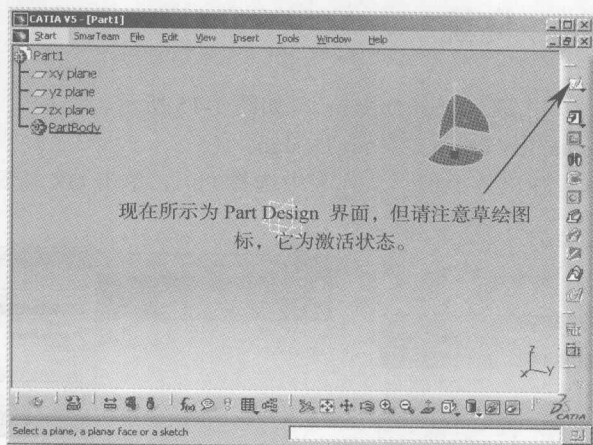 CATIA V5 - [Part1]
Start SmarTeam File Edit View Insert Tools Window Help
Part1
xy plane
yz plane
zx plane
PartBody
现在所示为 Part Design 界面，但请注意草绘图
标，它为激活状态。
z
x y
f(x)
CATIA
Select a plane, a planar face or a sketch